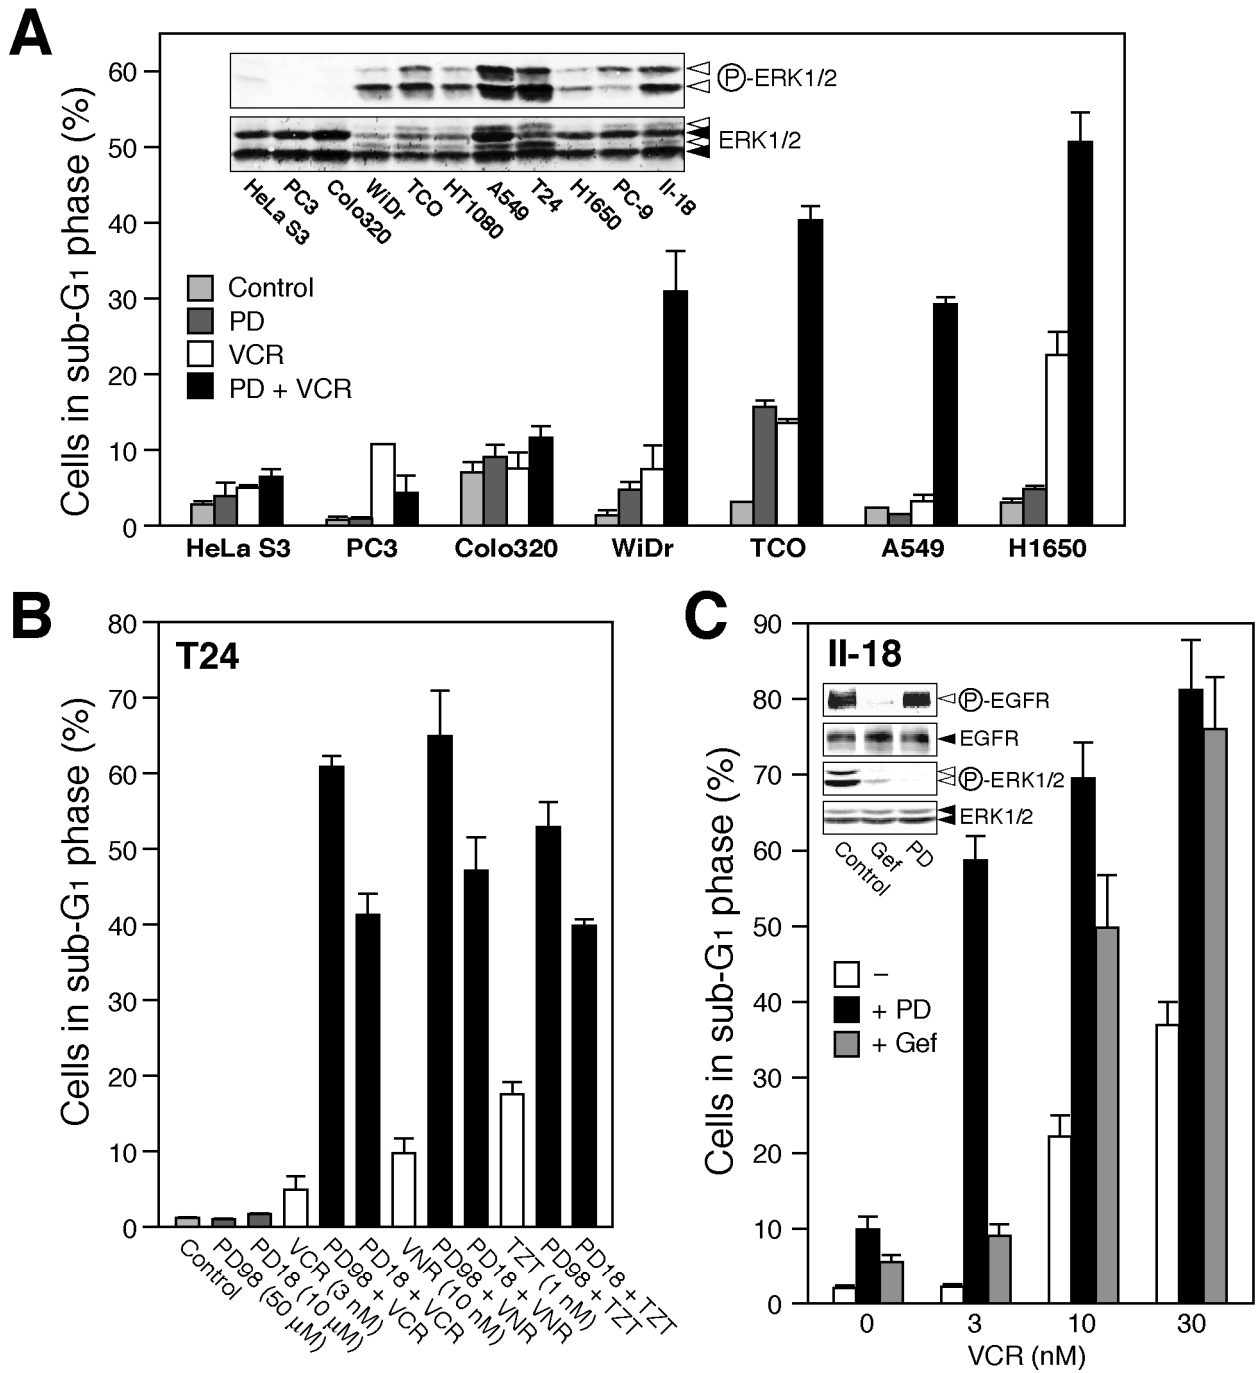 A
Cells in sub-G1 phase (%)
60
50
40
30
20
10
0
Ⓟ-ERK1/2
ERK1/2
HeLa S3
PC3
Colo320
WiDr
TCO
HT1080
A549
T24
H1650
PC-9
II-18
Control
PD
VCR
PD + VCR
HeLa S3 PC3 Colo320 WiDr TCO A549 H1650
B
T24
Cells in sub-G1 phase (%)
80
70
60
50
40
30
20
10
0
Control
PD98 (50 μM)
PD18 (10 μM)
VCR (3 nM)
PD98 + VCR
PD18 + VCR
VNR (10 nM)
PD98 + VNR
PD18 + VNR
TZT (1 nM)
PD98 + TZT
PD18 + TZT
C
II-18
Cells in sub-G1 phase (%)
90
80
70
60
50
40
30
20
10
0
Ⓟ-EGFR
EGFR
Ⓟ-ERK1/2
ERK1/2
Control
Gef
PD
–
+ PD
+ Gef
0 3 10 30
VCR (nM)